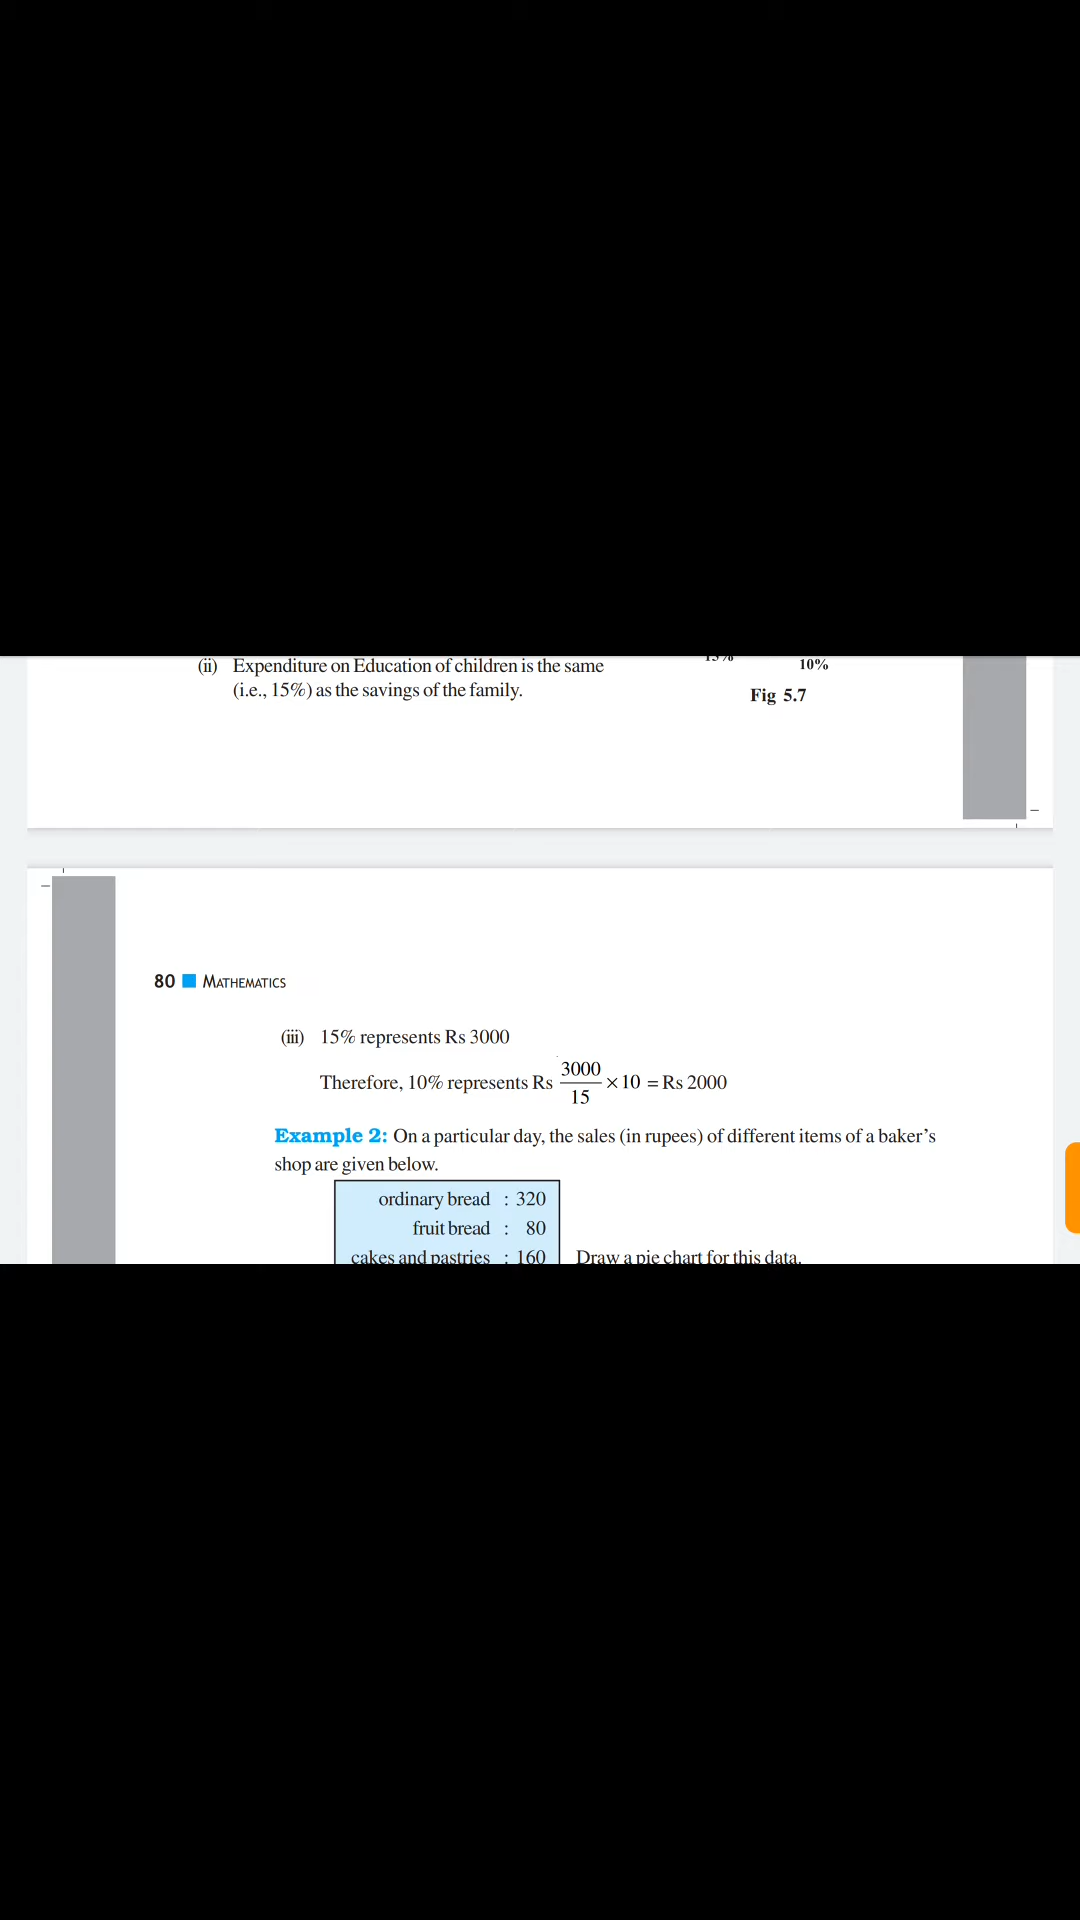 15%
10%
(ii) Expenditure on Education of children is the same
(i.e., 15%) as the savings of the family.
Fig 5.7
80 MATHEMATICS
(iii) 15% represents Rs 3000
Therefore, 10% represents Rs 3000/15 × 10 = Rs 2000
Example 2: On a particular day, the sales (in rupees) of different items of a baker’s
shop are given below.
ordinary bread : 320
fruit bread : 80
cakes and pastries : 160 Draw a pie chart for this data.